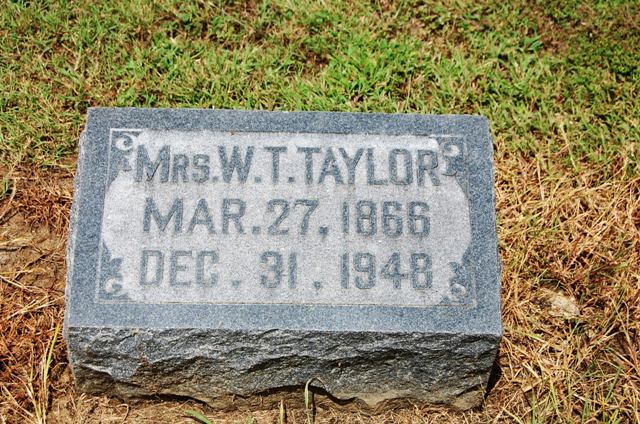 Mrs. W. T. TAYLOR
MAR. 27, 1866
DEC. 31, 1948